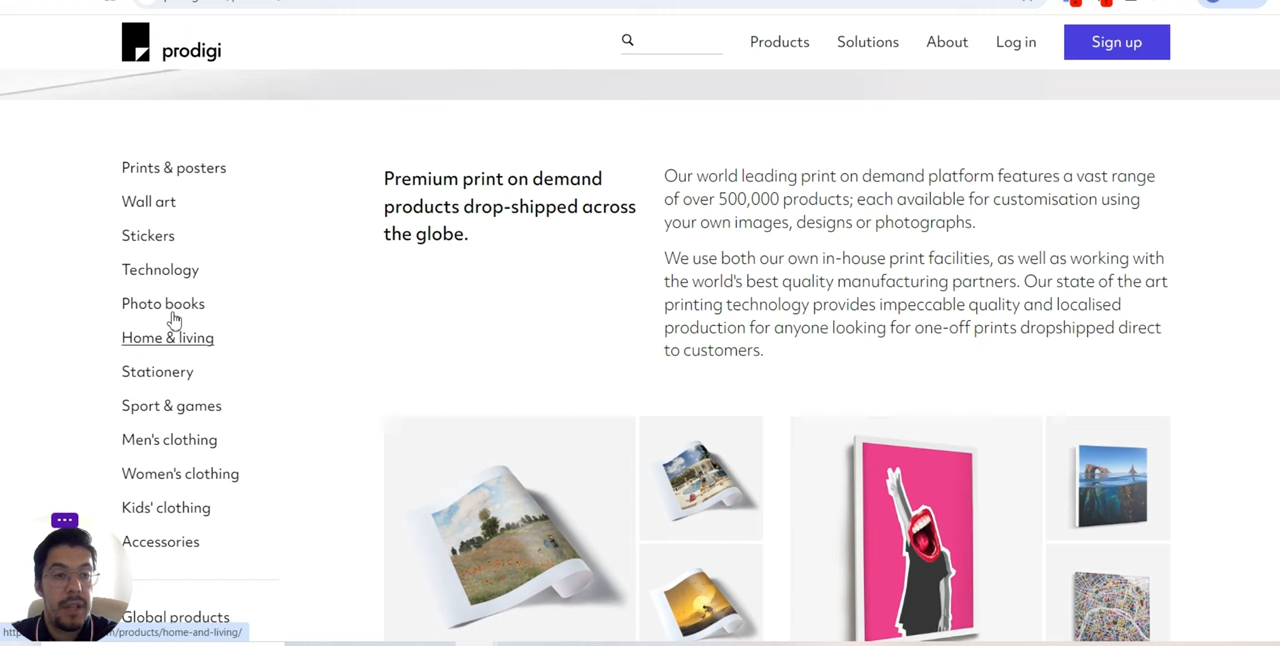 prodigi
Products
Solutions
About
Log in
Sign up
Prints & posters
Wall art
Stickers
Technology
Photo books
Home & living
Stationery
Sport & games
Men's clothing
Women's clothing
Kids' clothing
Accessories
Global products
Premium print on demand
products drop-shipped across
the globe.
Our world leading print on demand platform features a vast range
of over 500,000 products; each available for customisation using
your own images, designs or photographs.
We use both our own in-house print facilities, as well as working with
the world's best quality manufacturing partners. Our state of the art
printing technology provides impeccable quality and localised
production for anyone looking for one-off prints dropshipped direct
to customers.
m/products/home-and-living/